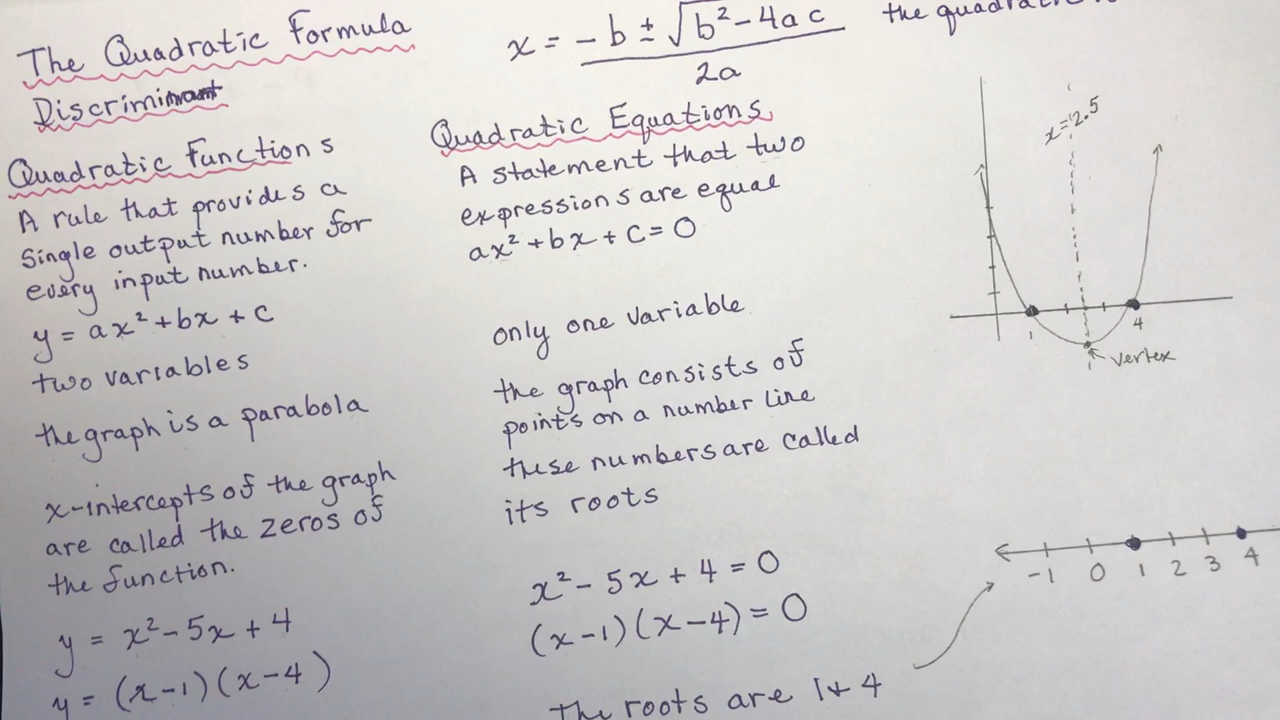 The Quadratic Formula
Discriminant
x = -b ± √b² - 4ac / 2a
the
Quadratic Functions
A rule that provides a
single output number for
every input number.
y = ax² + bx + c
two variables
the graph is a parabola
x-intercepts of the graph
are called the zeros of
the function.
y = x² - 5x + 4
y = (x-1)(x-4)
Quadratic Equations
A statement that two
expressions are equal
ax² + bx + c = 0
only one variable
the graph consists of
points on a number line
these numbers are called
its roots
x² - 5x + 4 = 0
(x-1)(x-4) = 0
The roots are 1 + 4
x=2.5
1 4
vertex
-1 0 1 2 3 4